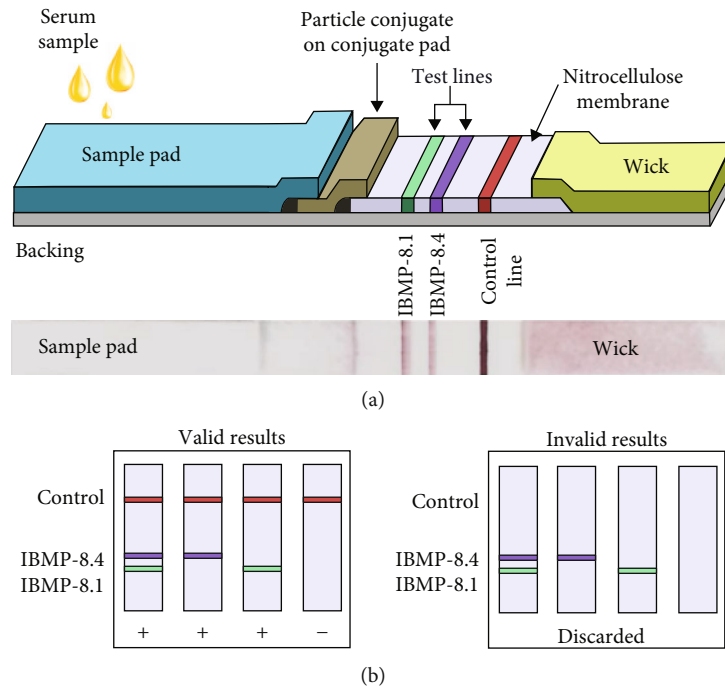 Serum
sample
Particle conjugate
on conjugate pad
Test lines
Nitrocellulose
membrane
Sample pad
Wick
Backing
IBMP-8.1
IBMP-8.4
Control
line
Sample pad
Wick
(a)
Valid results
Control
IBMP-8.4
IBMP-8.1
+ + + −
Invalid results
Control
IBMP-8.4
IBMP-8.1
Discarded
(b)